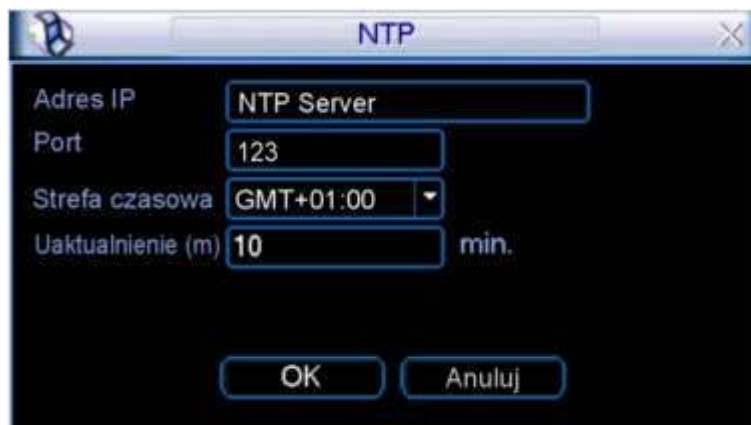 NTP
Adres IP NTP Server
Port 123
Strefa czasowa GMT+01:00
Uaktualnienie (m) 10 min.
OK Anuluj